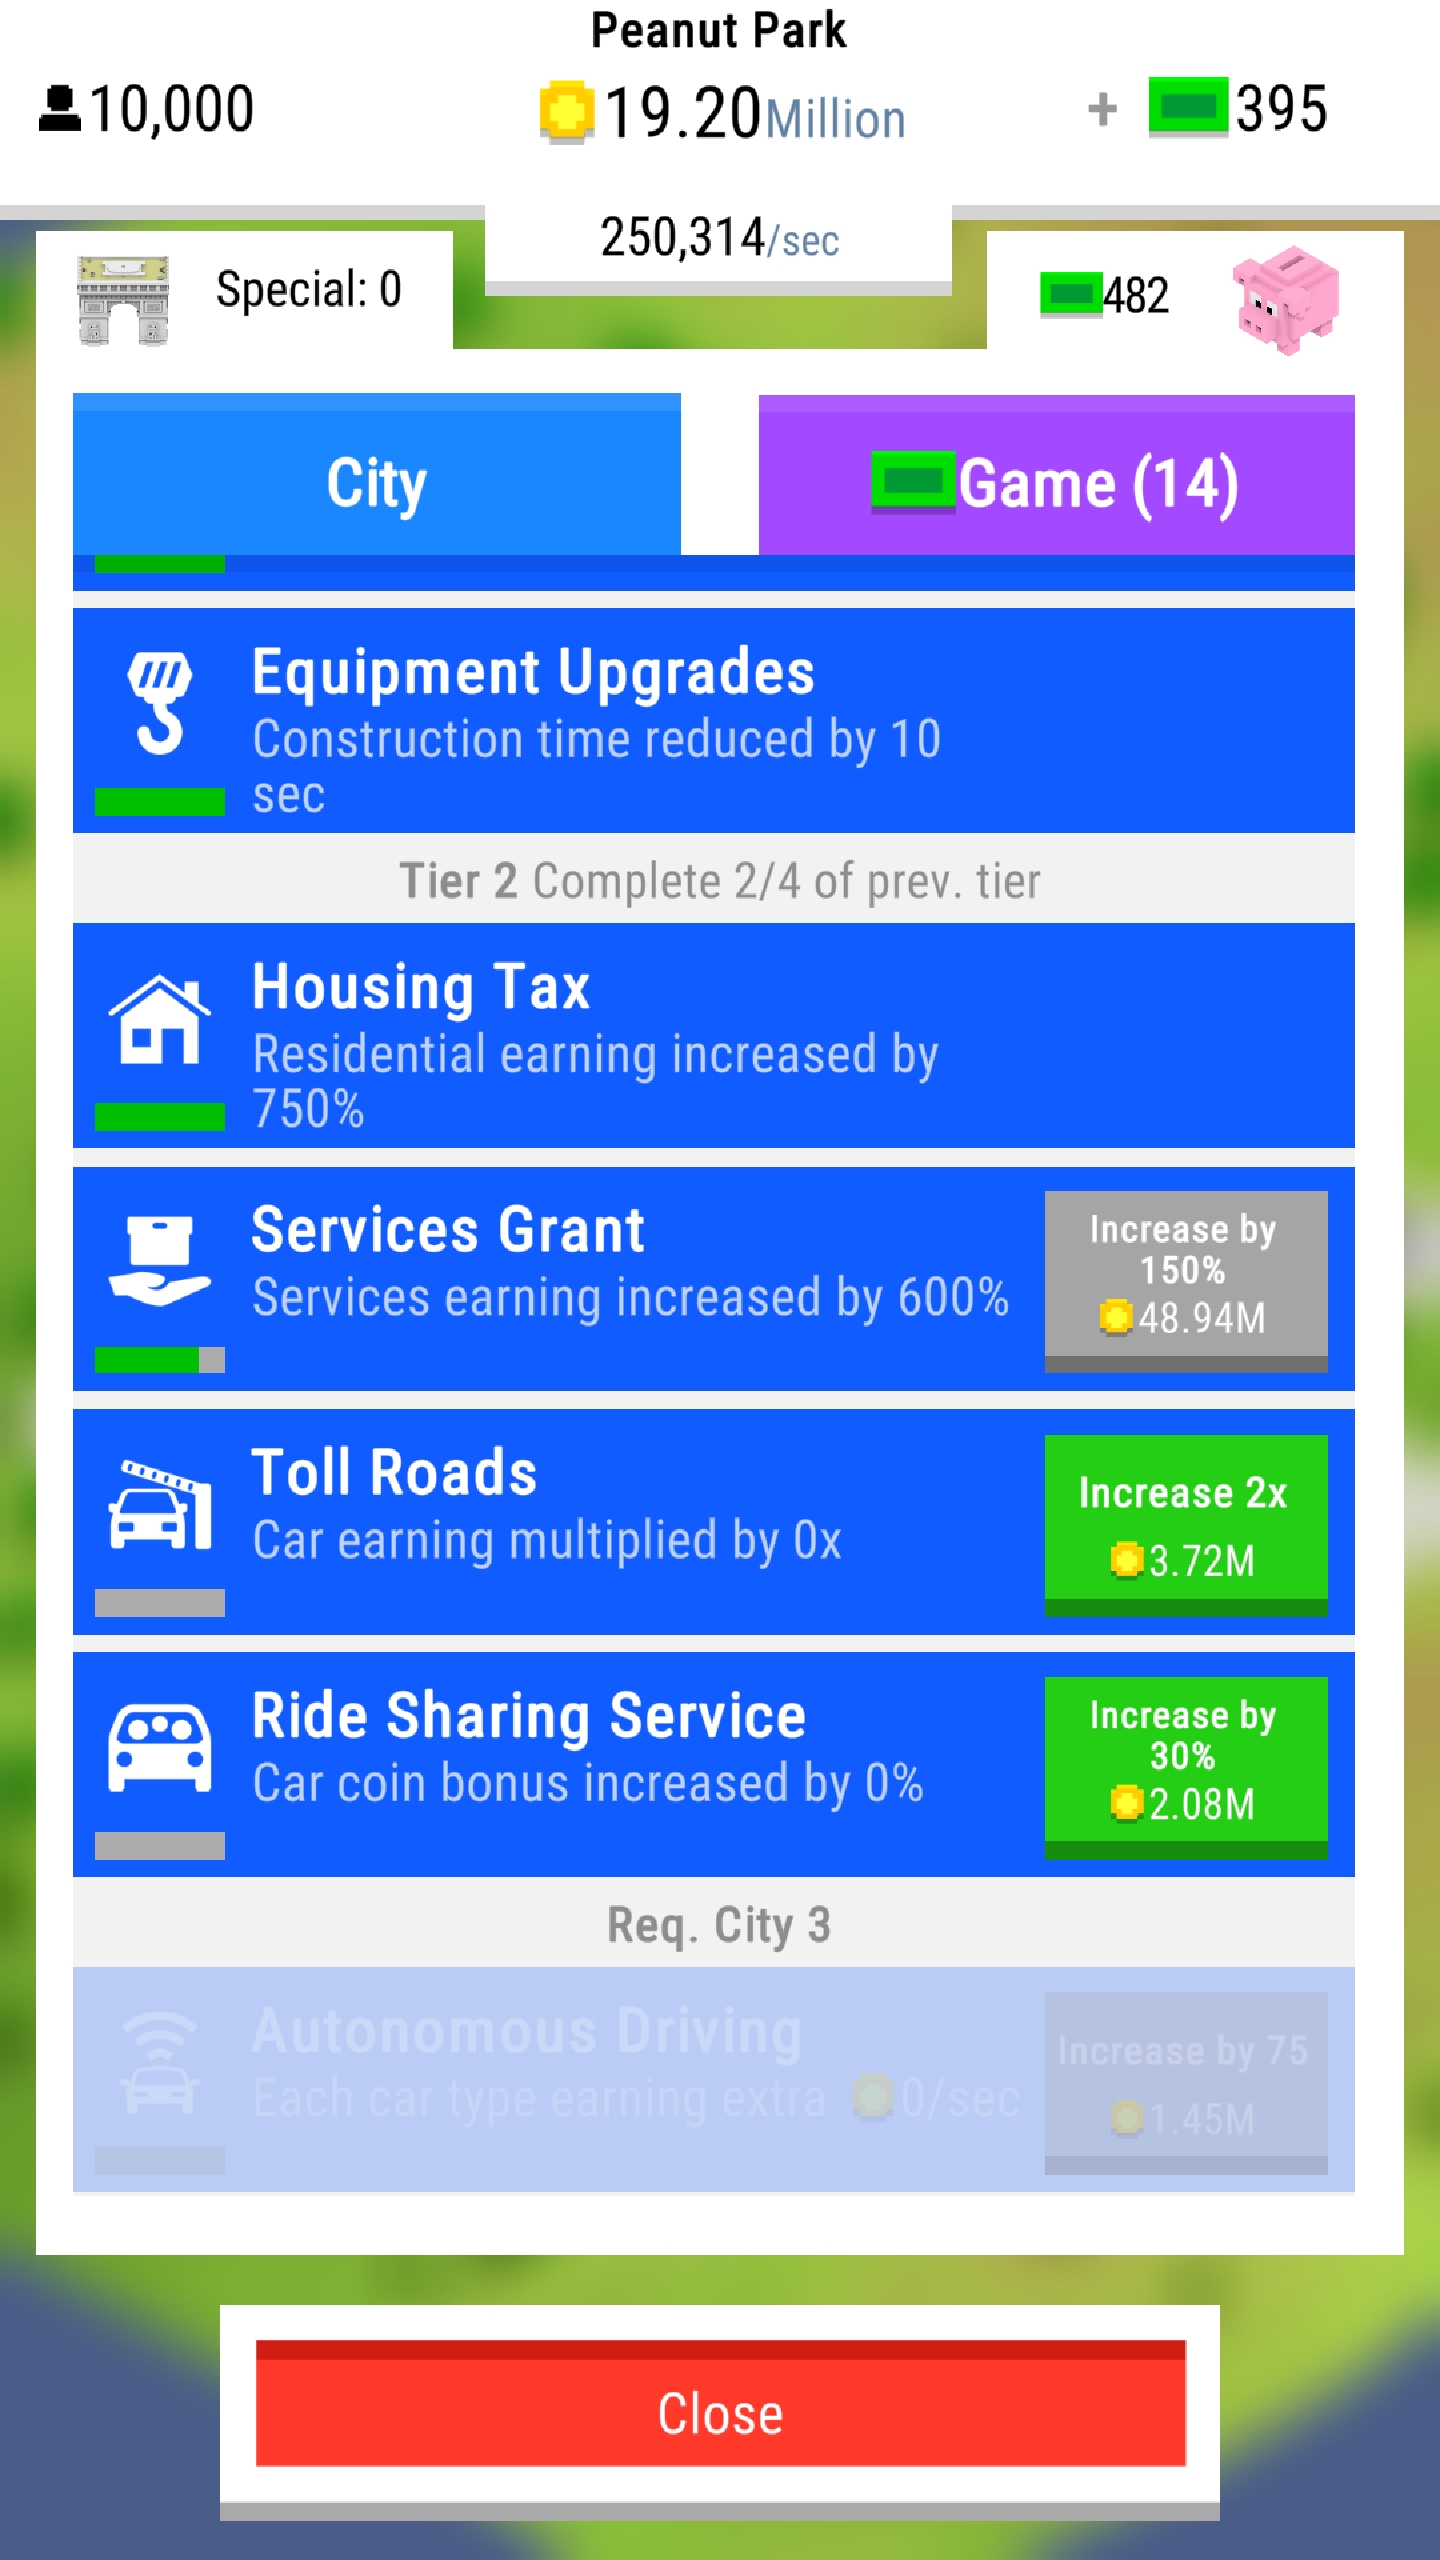 Peanut Park
10,000
19.20Million
+ 395
250,314/sec
Special: 0
482
City
Game (14)
Equipment Upgrades
Construction time reduced by 10
sec
Tier 2 Complete 2/4 of prev. tier
Housing Tax
Residential earning increased by
750%
Services Grant
Services earning increased by 600%
Increase by
150%
48.94M
Toll Roads
Car earning multiplied by 0x
Increase 2x
3.72M
Ride Sharing Service
Car coin bonus increased by 0%
Increase by
30%
2.08M
Req. City 3
Autonomous Driving
Each car type earning extra 0/sec
Increase by 75
1.45M
Close